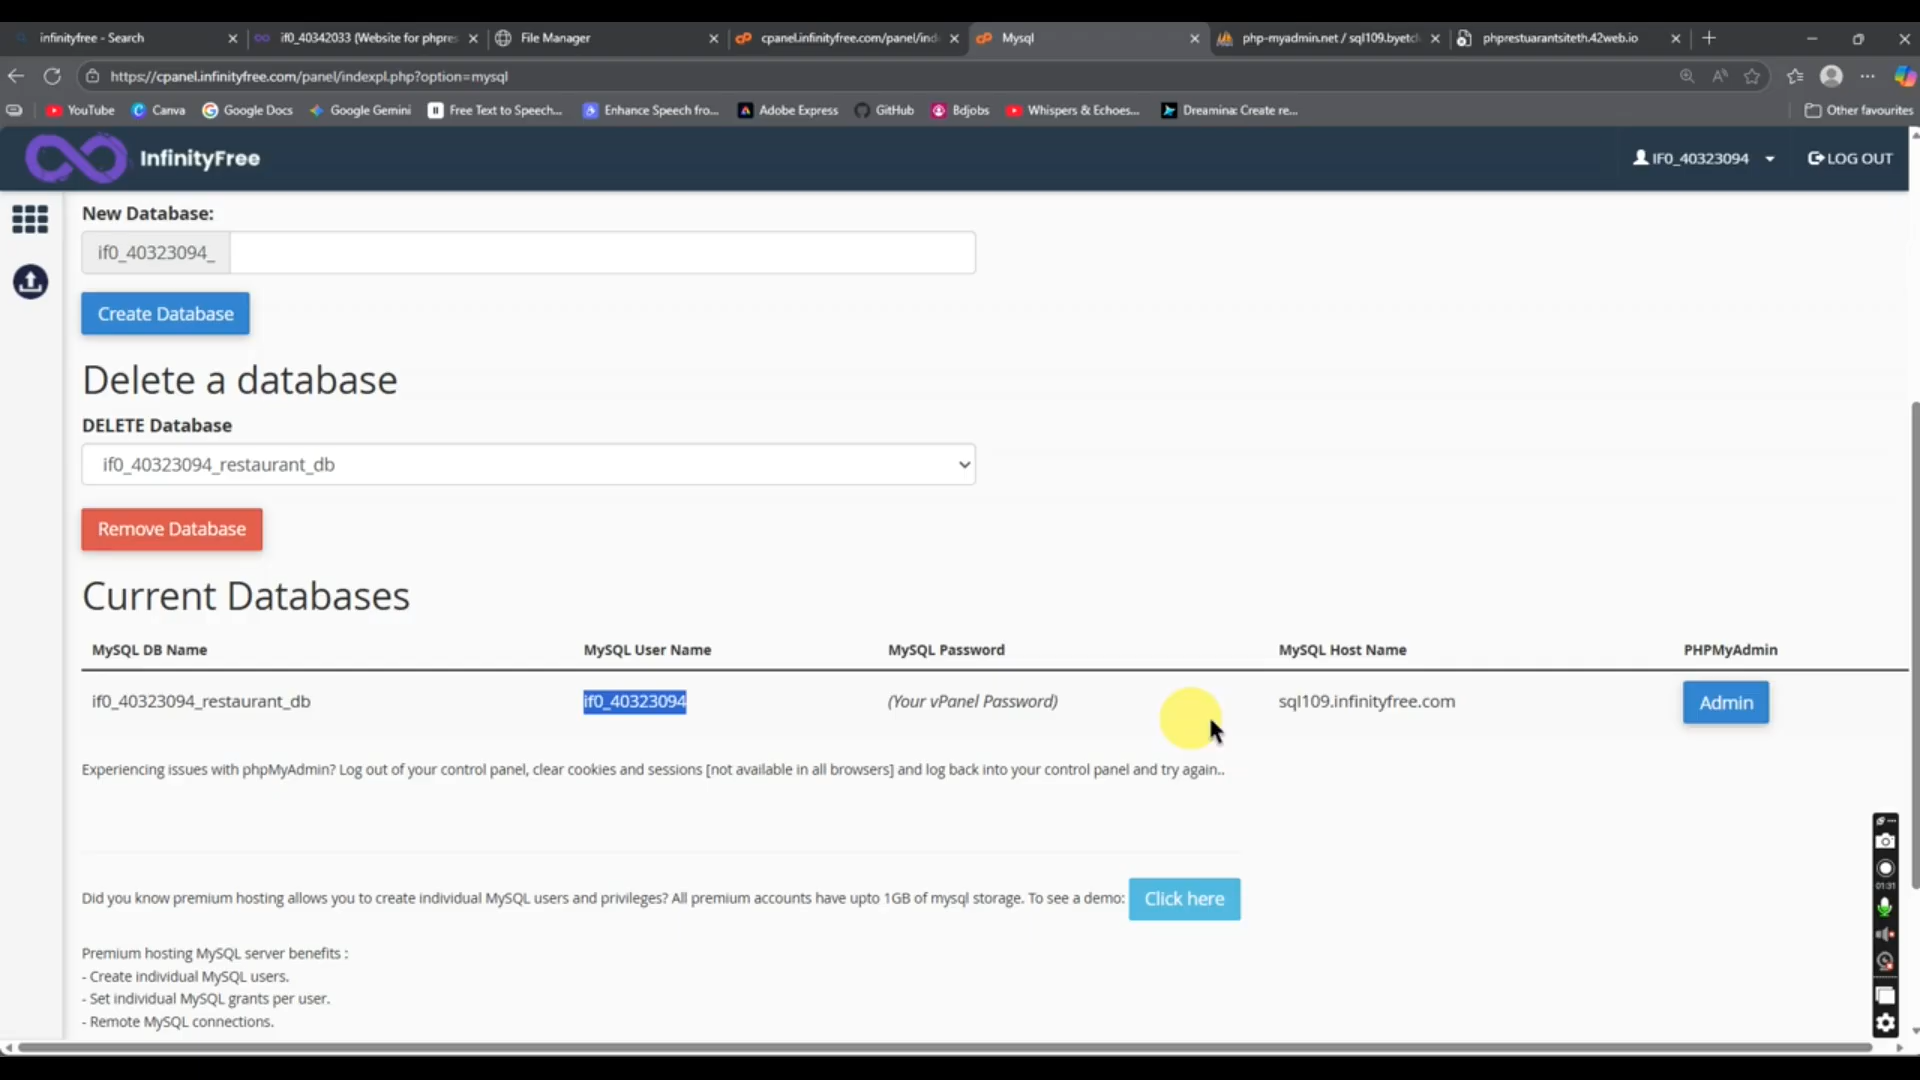 infinityfree - Search
if0_40342033 (Website for phpres
File Manager
cpanel.infinityfree.com/panel/ind
Mysql
php-myadmin.net / sql109.byetcl
phprestuarantsiteth.42web.io
https://cpanel.infinityfree.com/panel/indexpl.php?option=mysql
YouTube
Canva
Google Docs
Google Gemini
Free Text to Speech...
Enhance Speech fro...
Adobe Express
GitHub
Bdjobs
Whispers & Echoes...
Dreamina: Create re...
Other favourites
InfinityFree
IF0_40323094
LOG OUT
New Database:
if0_40323094_
Create Database
Delete a database
DELETE Database
if0_40323094_restaurant_db
Remove Database
Current Databases
MySQL DB Name MySQL User Name MySQL Password MySQL Host Name PHPMyAdmin
if0_40323094_restaurant_db if0_40323094 (Your vPanel Password) sql109.infinityfree.com Admin
Experiencing issues with phpMyAdmin? Log out of your control panel, clear cookies and sessions [not available in all browsers] and log back into your control panel and try again..
Did you know premium hosting allows you to create individual MySQL users and privileges? All premium accounts have upto 1GB of mysql storage. To see a demo: Click here
Premium hosting MySQL server benefits :
- Create individual MySQL users.
- Set individual MySQL grants per user.
- Remote MySQL connections.
01:31